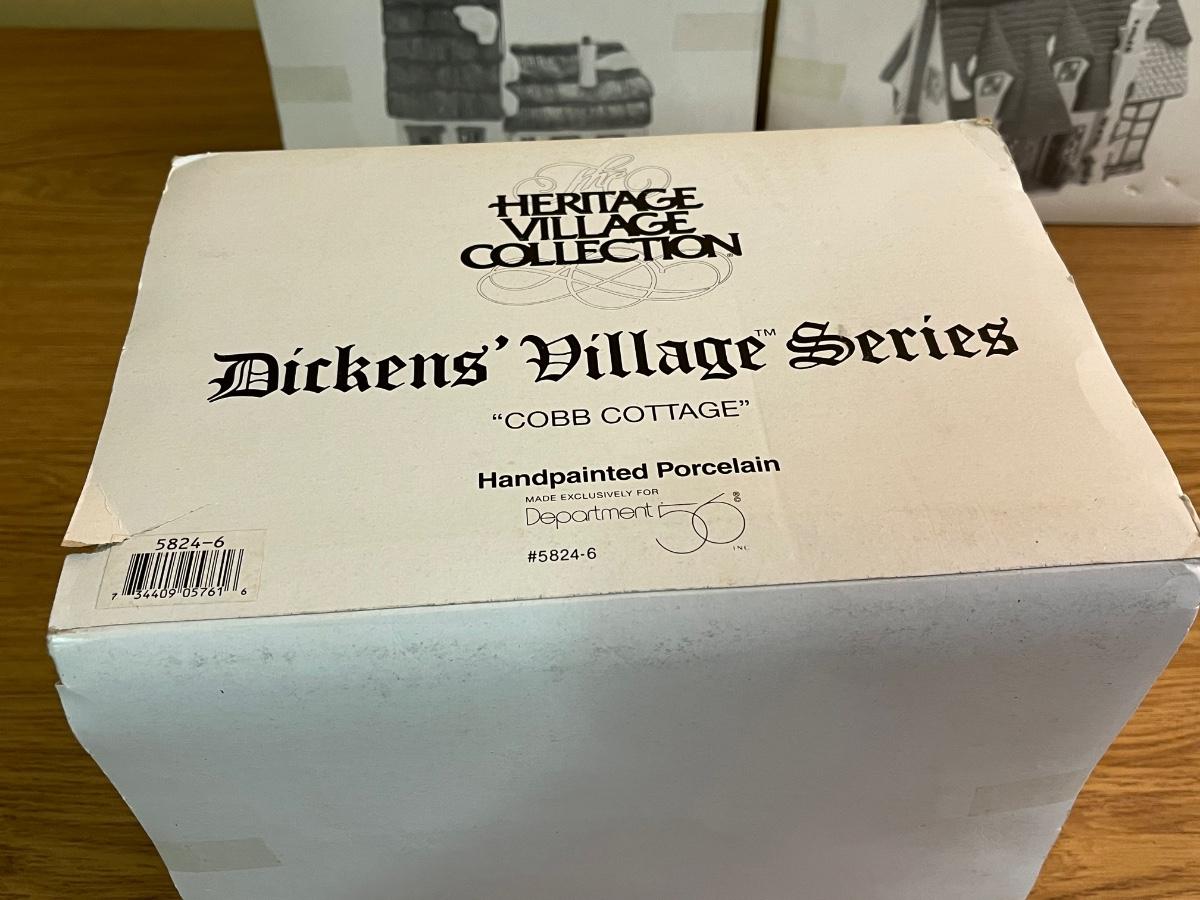 The
HERITAGE
VILLAGE
COLLECTION®
Dickens' Village™ Series
“COBB COTTAGE”
Handpainted Porcelain
MADE EXCLUSIVELY FOR
Department 56®
INC
#5824-6
5824-6
7 34409 05761 6